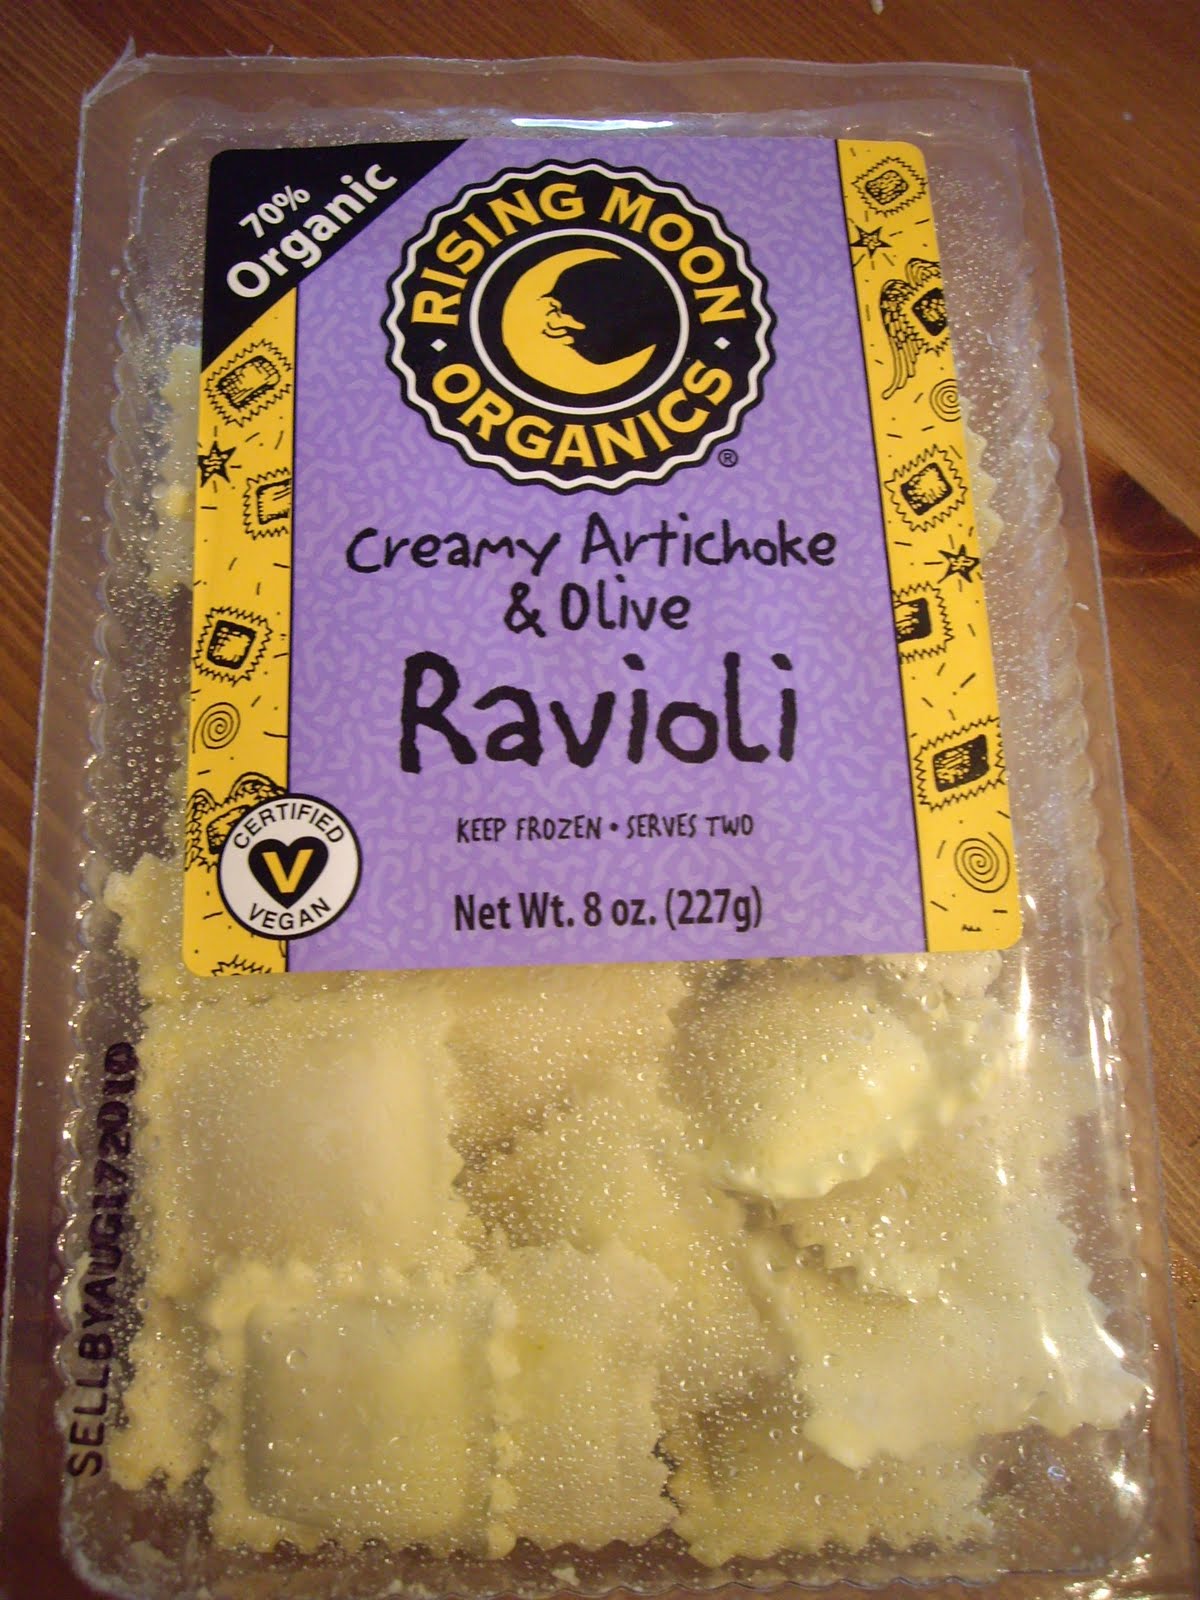 70%
Organic
RISING MOON
· ORGANICS ·
®
Creamy Artichoke
& Olive
Ravioli
KEEP FROZEN • SERVES TWO
CERTIFIED
V
VEGAN
Net Wt. 8 oz. (227g)
SELLBYAUG172010